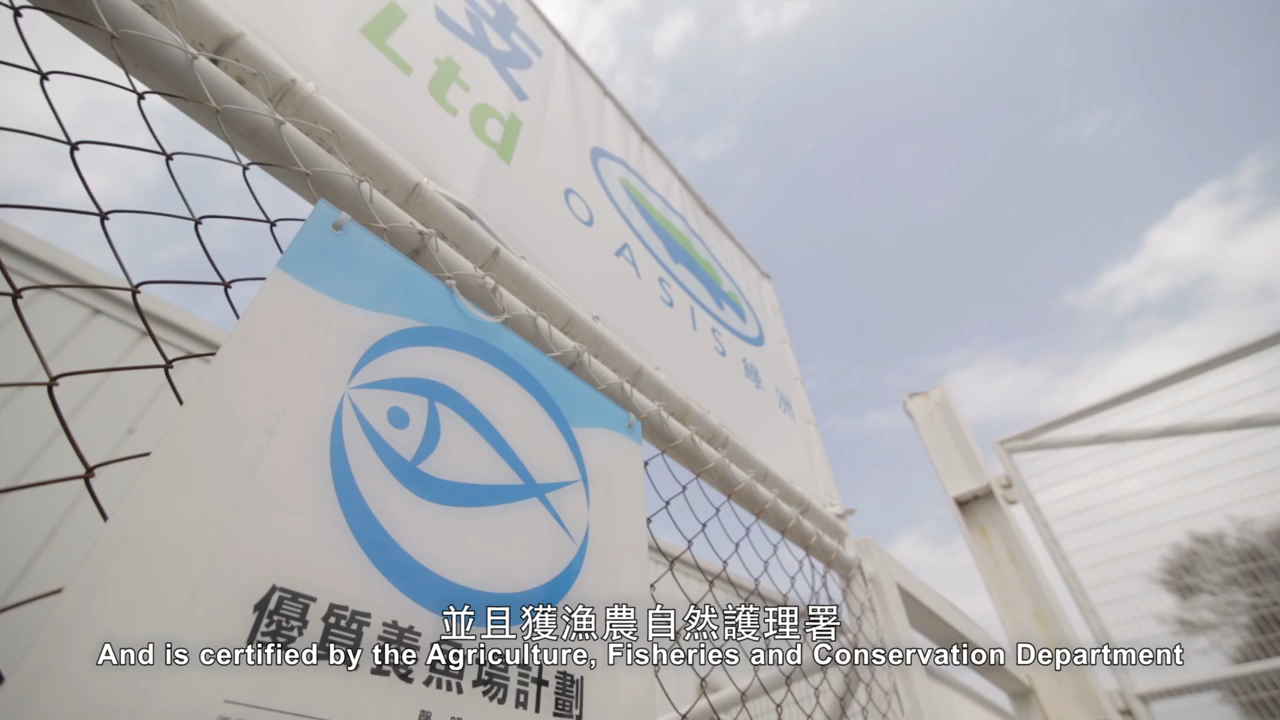 支
Ltd
OASIS 綠洲
優質養魚場計劃
並且獲漁農自然護理署
And is certified by the Agriculture, Fisheries and Conservation Department